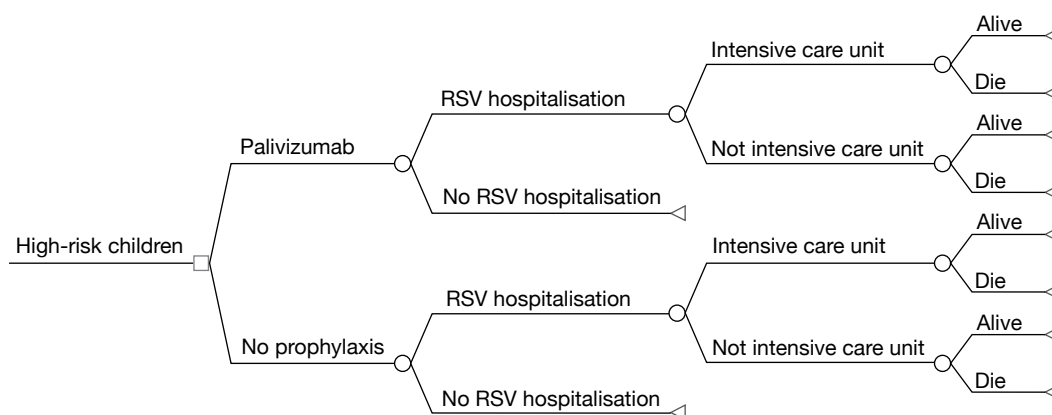 Alive
Intensive care unit
Die
RSV hospitalisation
Alive
Not intensive care unit
Palivizumab
Die
No RSV hospitalisation
Alive
High-risk children
Intensive care unit
Die
RSV hospitalisation
Alive
No prophylaxis
Not intensive care unit
Die
No RSV hospitalisation